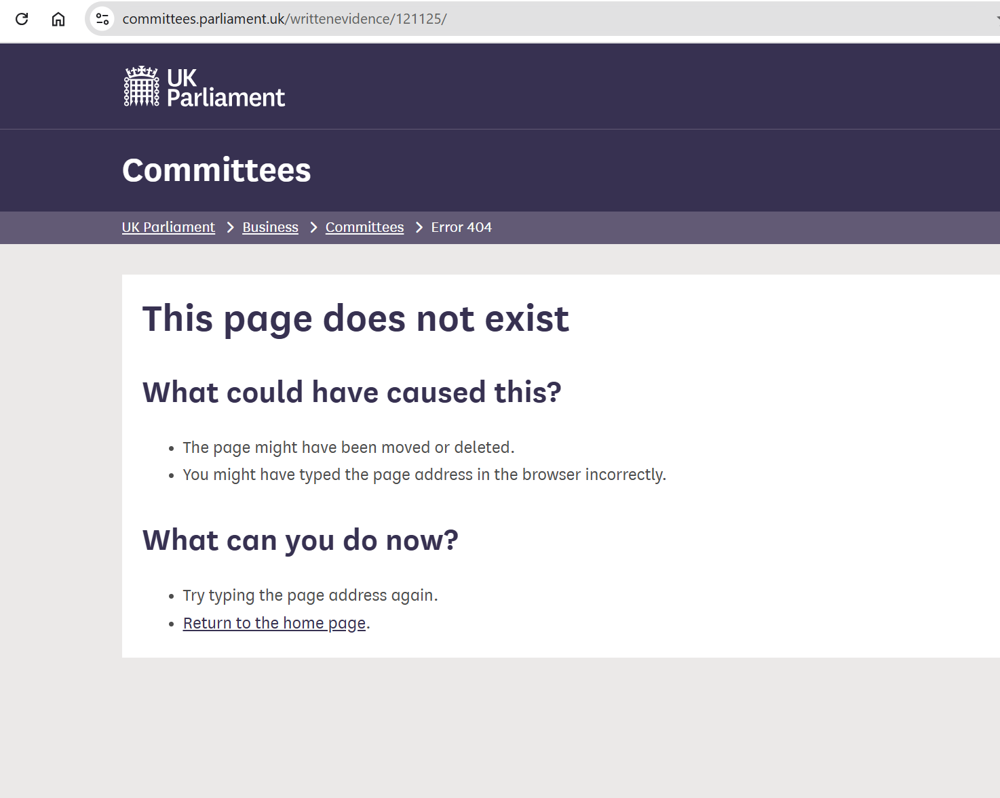 committees.parliament.uk/writtenevidence/121125/
UK
Parliament
Committees
UK Parliament > Business > Committees > Error 404
This page does not exist
What could have caused this?
• The page might have been moved or deleted.
• You might have typed the page address in the browser incorrectly.
What can you do now?
• Try typing the page address again.
• Return to the home page.